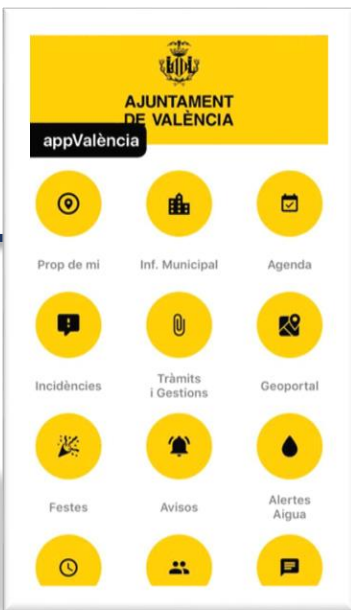 AJUNTAMENT
DE VALÈNCIA
appValència
Prop de mi
Inf. Municipal
Agenda
Incidències
Tràmits
i Gestions
Geoportal
Festes
Avisos
Alertes
Aigua